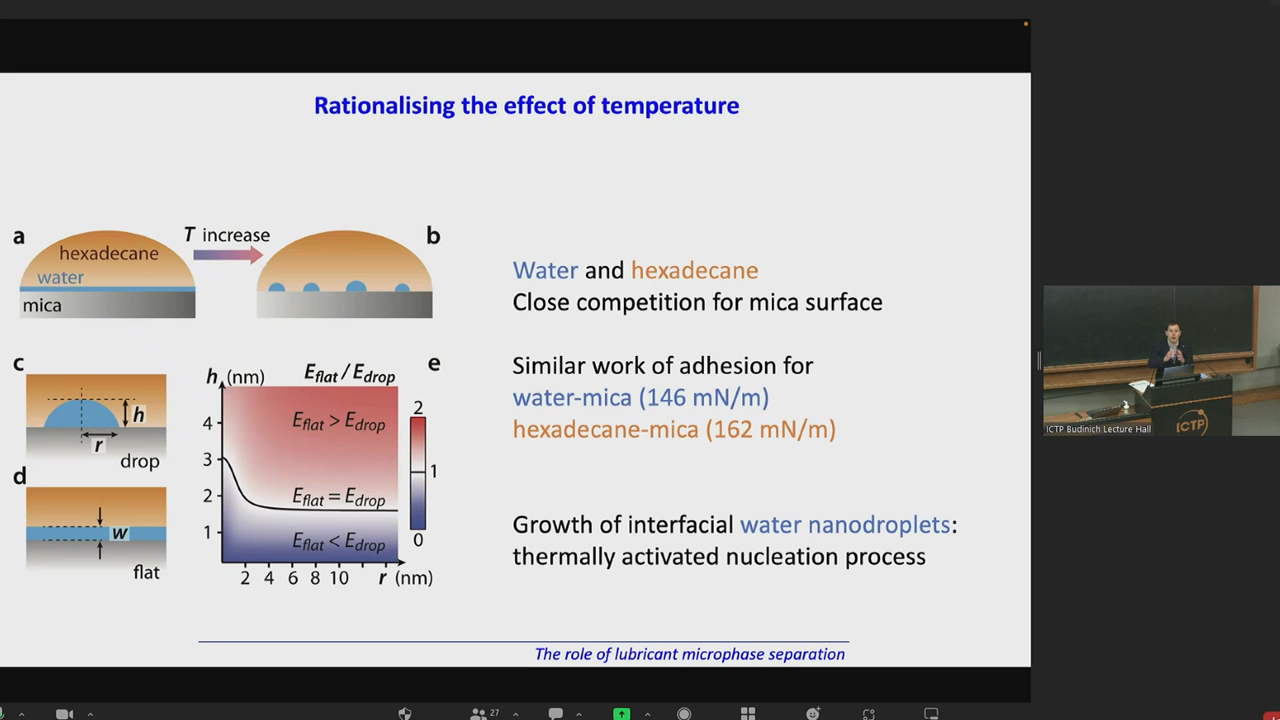 Rationalising the effect of temperature
a
T increase
b
hexadecane
water
mica
Water and hexadecane
Close competition for mica surface
Similar work of adhesion for
water-mica (146 mN/m)
hexadecane-mica (162 mN/m)
Growth of interfacial water nanodroplets:
thermally activated nucleation process
c
h
r
drop
d
w
flat
e
h (nm)
Eflat / Edrop
4
3
2
1
Eflat > Edrop
Eflat = Edrop
Eflat < Edrop
2
1
0
2 4 6 8 10 r (nm)
The role of lubricant microphase separation
ICTP
ICTP Budinich Lecture Hall
27